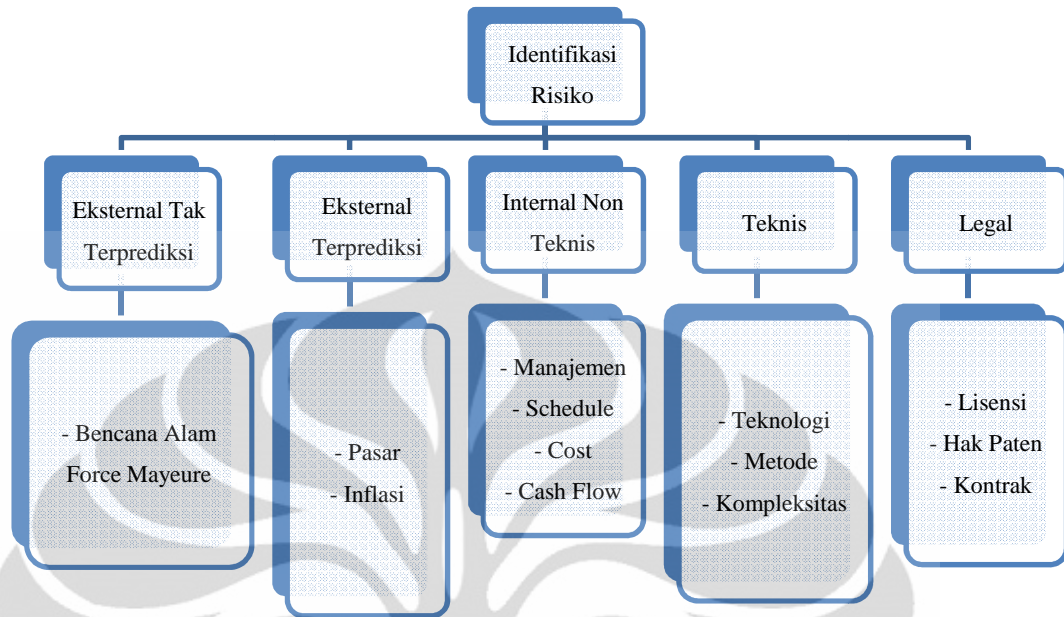 Identifikasi
Risiko
Eksternal Tak
Terprediksi
Eksternal
Terprediksi
Internal Non
Teknis
Teknis
Legal
- Bencana Alam
Force Mayeure
- Pasar
- Inflasi
- Manajemen
- Schedule
- Cost
- Cash Flow
- Teknologi
- Metode
- Kompleksitas
- Lisensi
- Hak Paten
- Kontrak